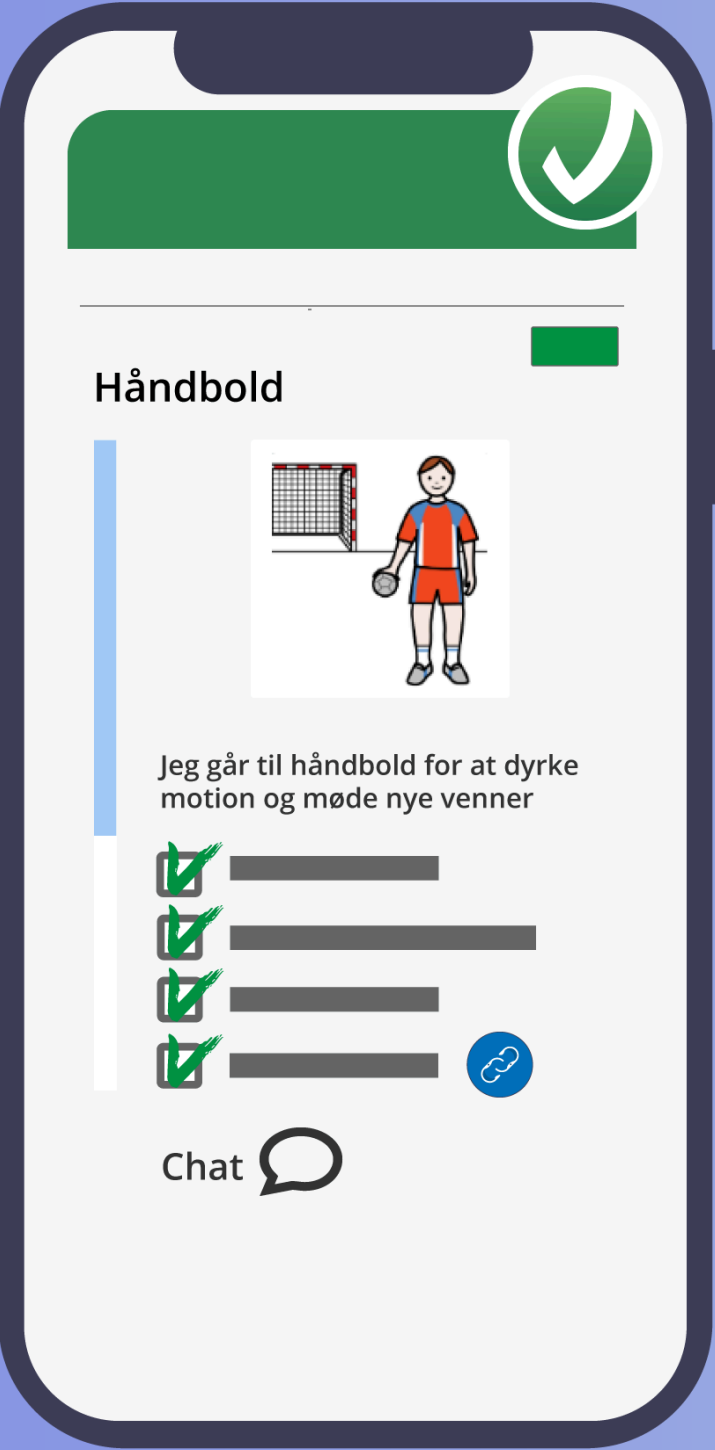 Håndbold
Jeg går til håndbold for at dyrke
motion og møde nye venner
Chat